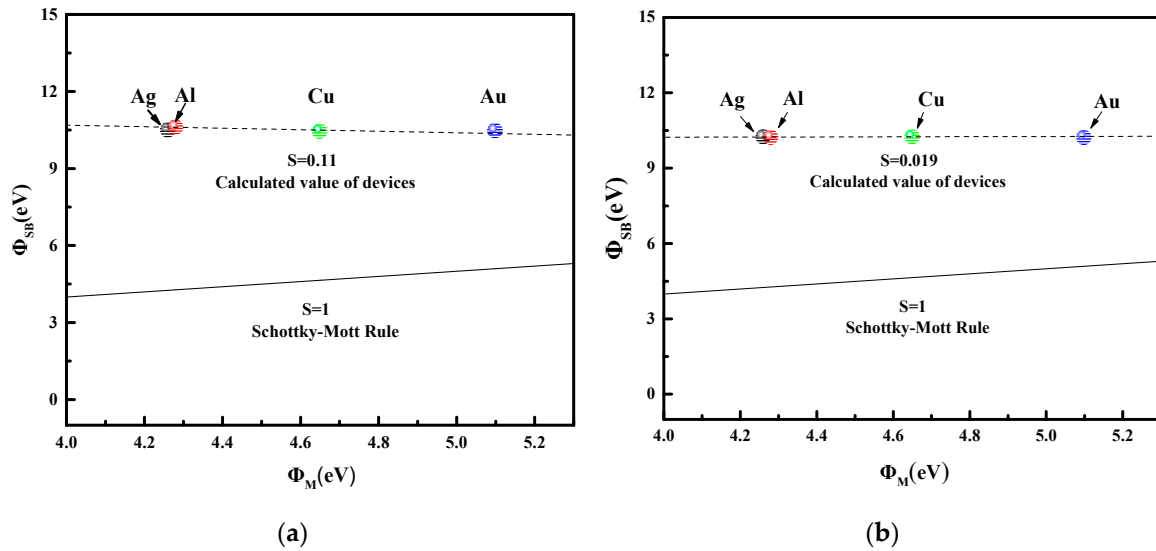 15
12
9
6
3
0
Φ_SB(eV)
Ag Al Cu Au
S=0.11
Calculated value of devices
S=1
Schottky-Mott Rule
4.0 4.2 4.4 4.6 4.8 5.0 5.2
Φ_M(eV)
(a)
15
12
9
6
3
0
Φ_SB(eV)
Ag Al Cu Au
S=0.019
Calculated value of devices
S=1
Schottky-Mott Rule
4.0 4.2 4.4 4.6 4.8 5.0 5.2
Φ_M(eV)
(b)